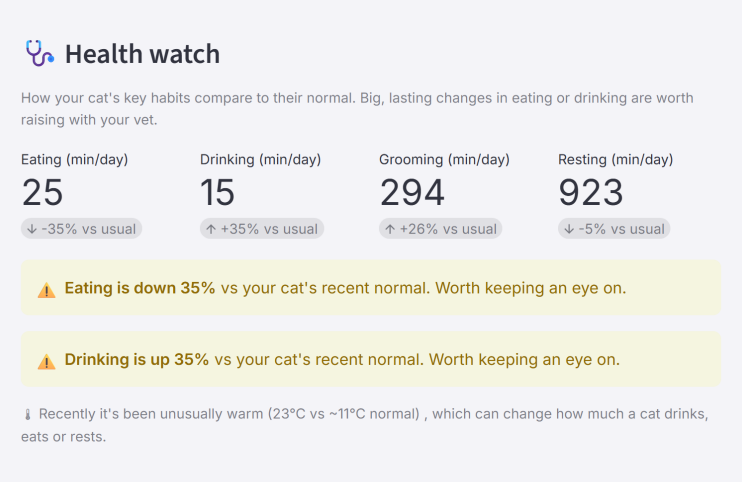 Health watch
How your cat's key habits compare to their normal. Big, lasting changes in eating or drinking are worth
raising with your vet.
Eating (min/day)
25
↓ -35% vs usual
Drinking (min/day)
15
↑ +35% vs usual
Grooming (min/day)
294
↑ +26% vs usual
Resting (min/day)
923
↓ -5% vs usual
Eating is down 35% vs your cat's recent normal. Worth keeping an eye on.
Drinking is up 35% vs your cat's recent normal. Worth keeping an eye on.
Recently it's been unusually warm (23°C vs ~11°C normal) , which can change how much a cat drinks,
eats or rests.